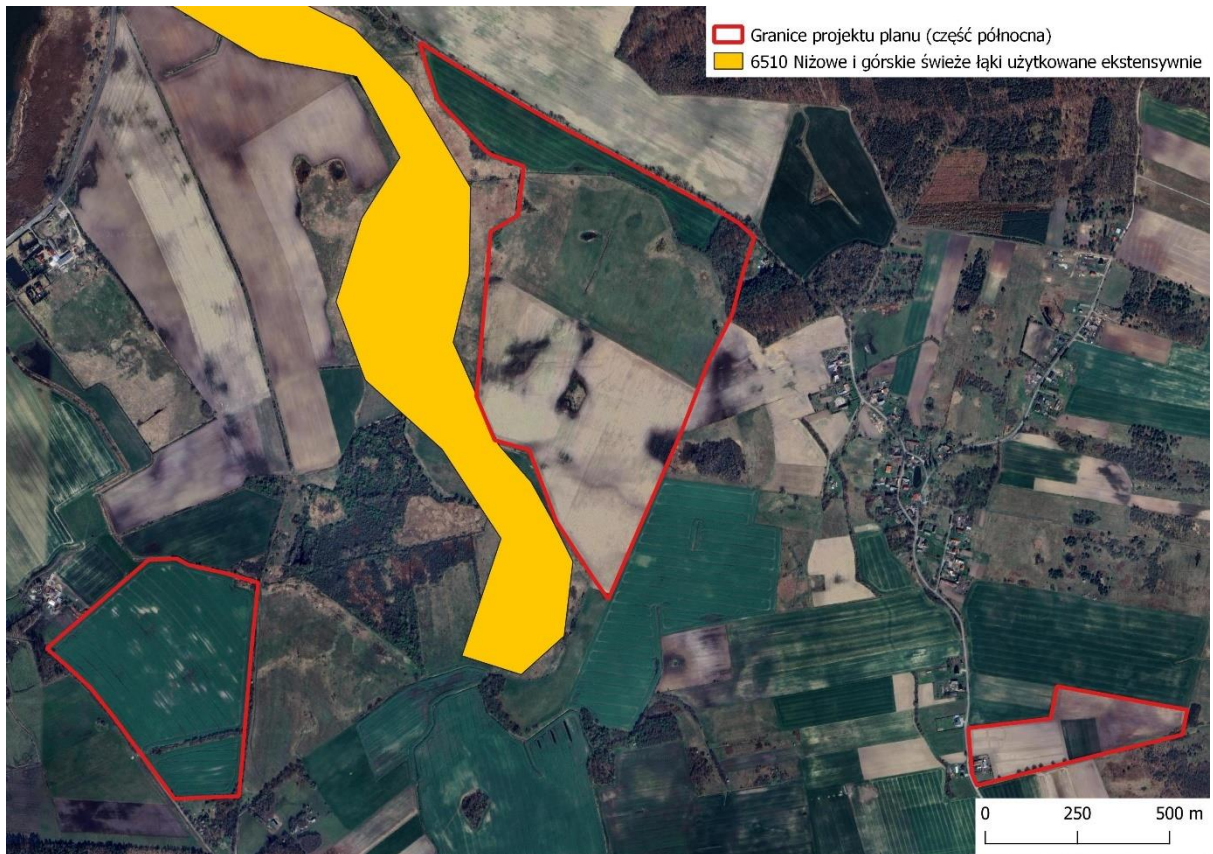 Granice projektu planu (część północna)
6510 Niżowe i górskie świeże łąki użytkowane ekstensywnie
0 250 500 m